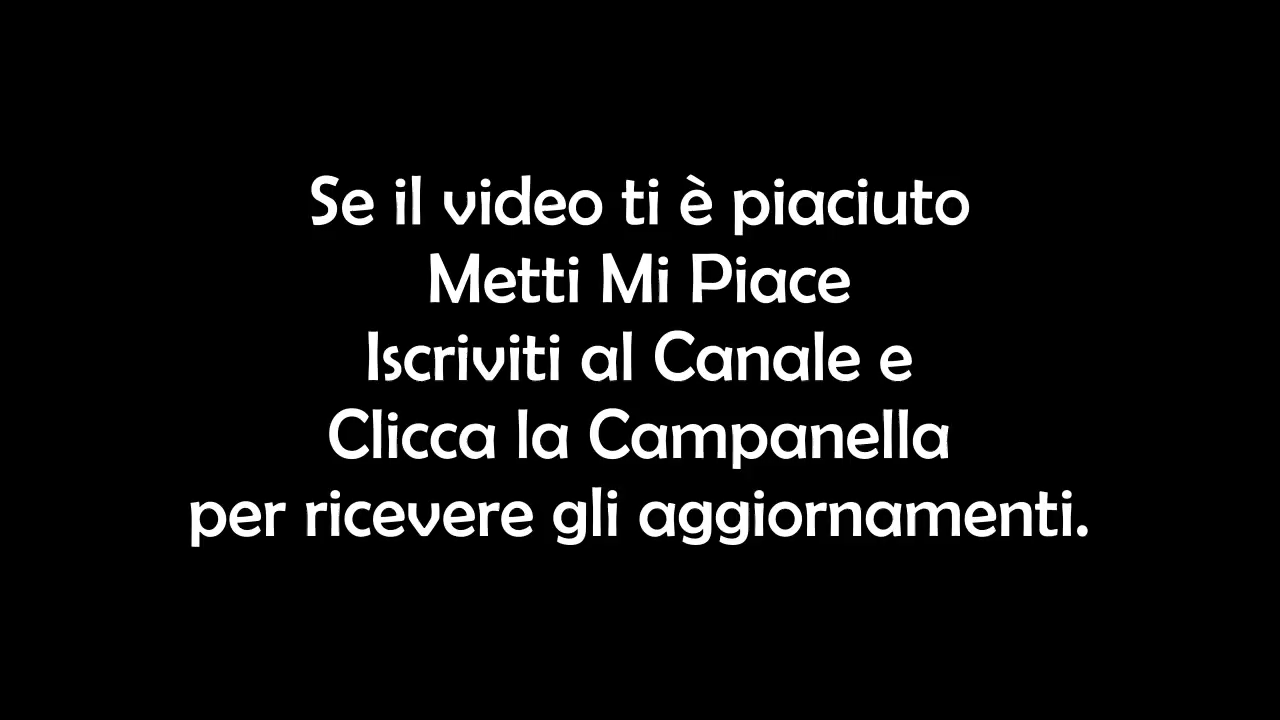 Se il video ti è piaciuto
Metti Mi Piace
Iscriviti al Canale e
Clicca la Campanella
per ricevere gli aggiornamenti.